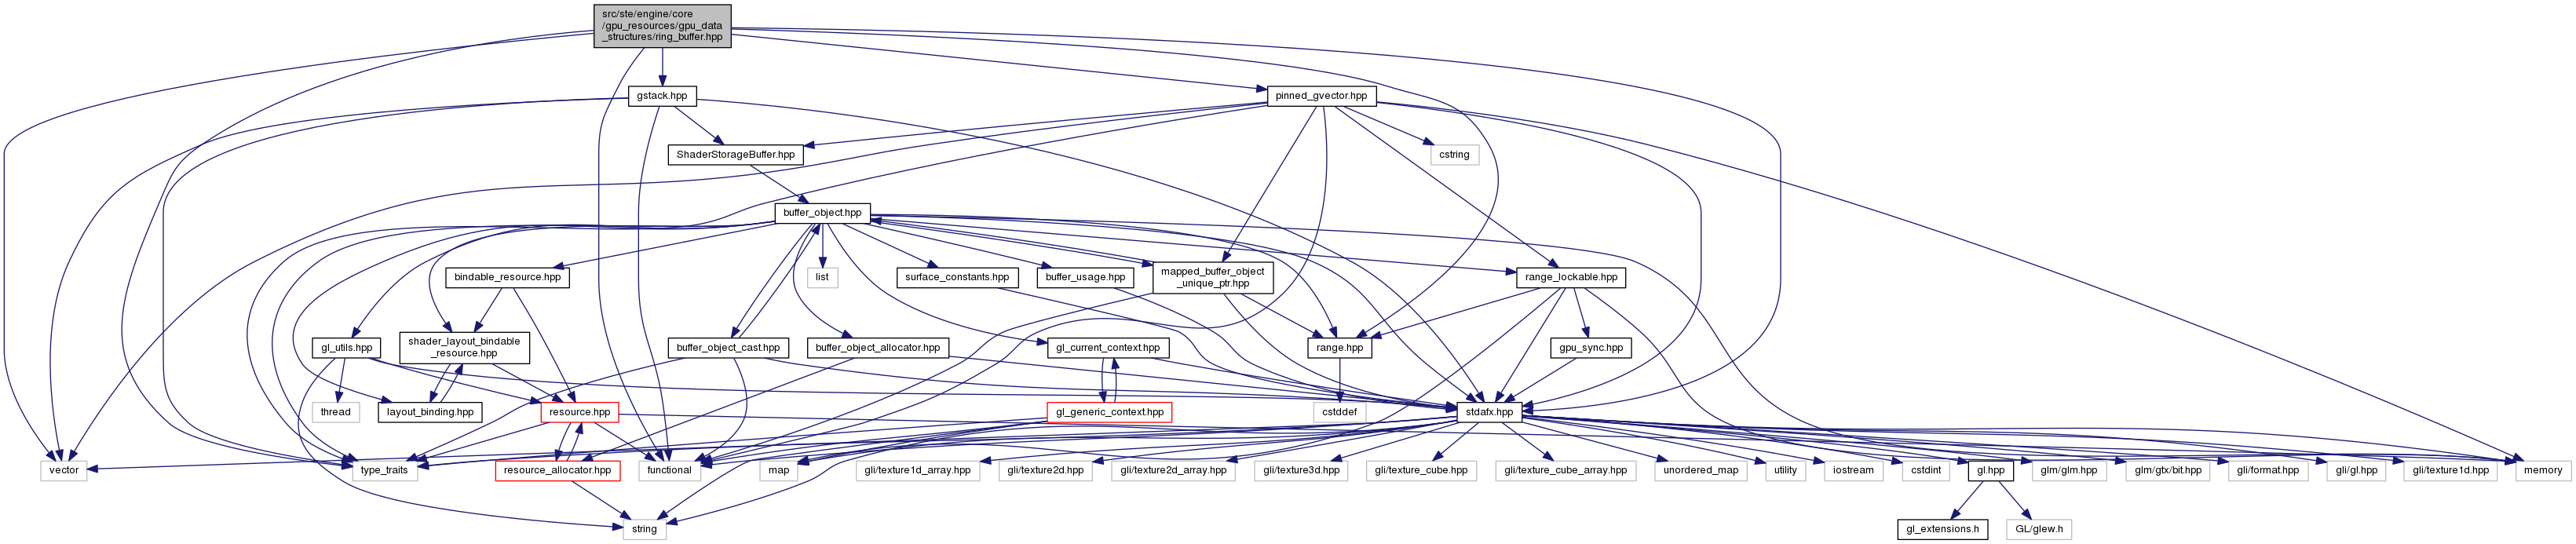 src/ste/engine/core
/gpu_resources/gpu_data
_structures/ring_buffer.hpp
gstack.hpp
pinned_gvector.hpp
ShaderStorageBuffer.hpp
cstring
buffer_object.hpp
bindable_resource.hpp
list
surface_constants.hpp
buffer_usage.hpp
mapped_buffer_object
_unique_ptr.hpp
range_lockable.hpp
gl_utils.hpp
shader_layout_bindable
_resource.hpp
buffer_object_cast.hpp
buffer_object_allocator.hpp
gl_current_context.hpp
range.hpp
gpu_sync.hpp
thread
layout_binding.hpp
resource.hpp
gl_generic_context.hpp
cstddef
stdafx.hpp
vector
type_traits
resource_allocator.hpp
functional
map
gli/texture1d_array.hpp
gli/texture2d.hpp
gli/texture2d_array.hpp
gli/texture3d.hpp
gli/texture_cube.hpp
gli/texture_cube_array.hpp
unordered_map
utility
iostream
cstdint
gl.hpp
glm/glm.hpp
glm/gtx/bit.hpp
gli/format.hpp
gli/gl.hpp
gli/texture1d.hpp
memory
string
gl_extensions.h
GL/glew.h